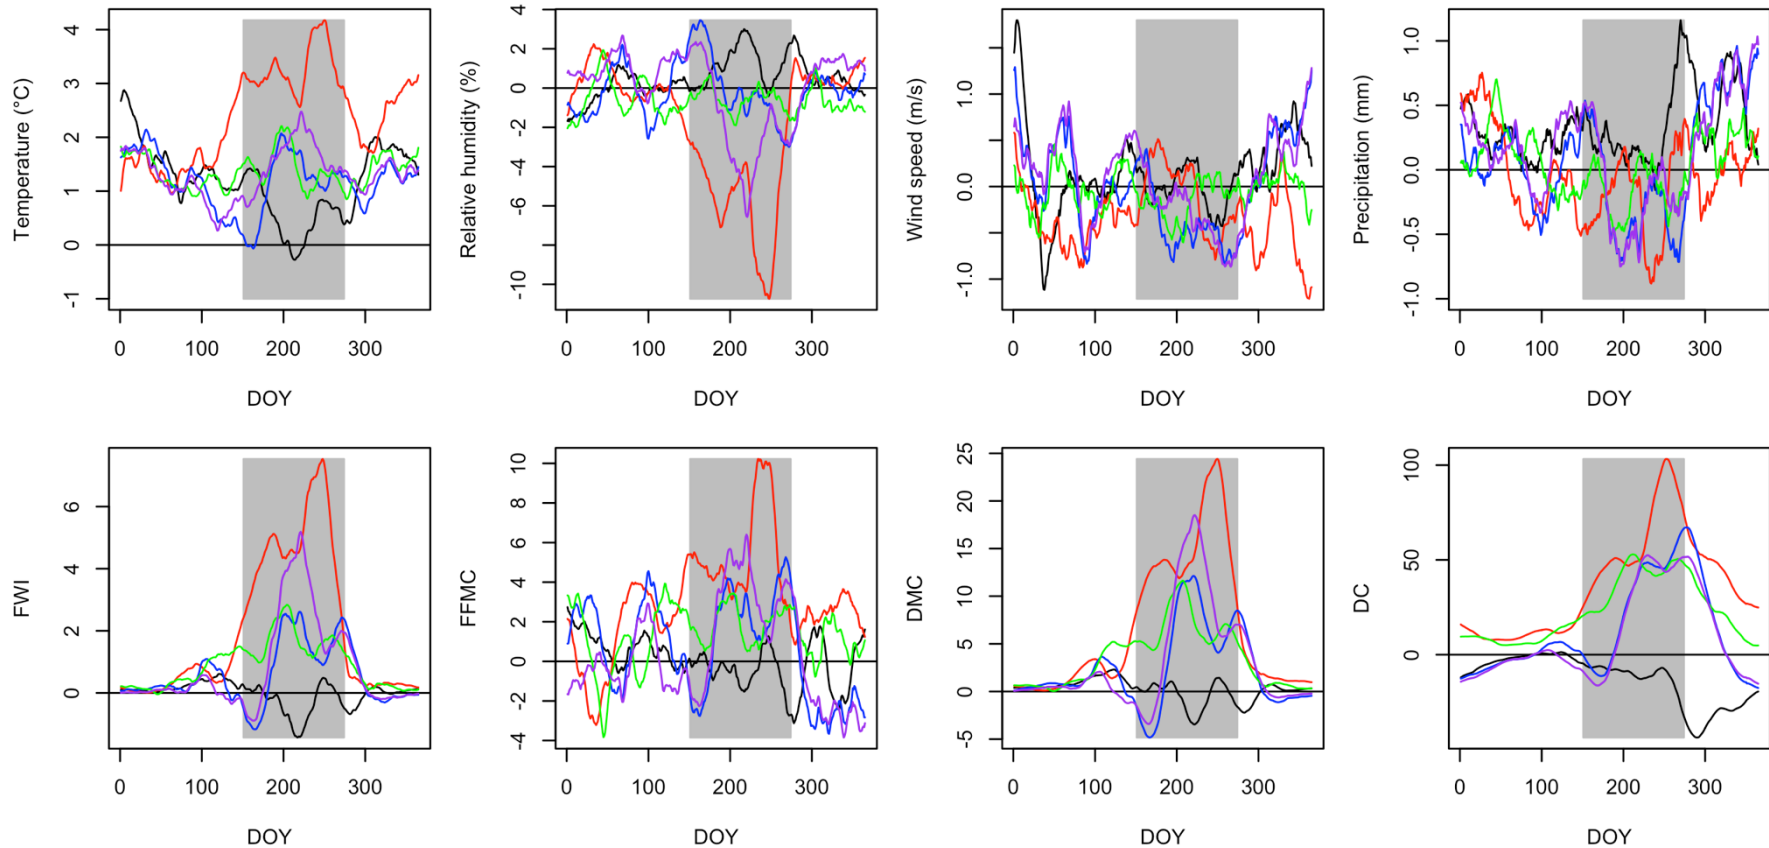 Temperature (°C)
4
3
2
1
0
-1
0 100 200 300
DOY
Relative humidity (%)
4
2
0
-2
-4
-6
-10
0 100 200 300
DOY
Wind speed (m/s)
1.0
0.0
-1.0
0 100 200 300
DOY
Precipitation (mm)
1.0
0.5
0.0
-0.5
-1.0
0 100 200 300
DOY
FWI
6
4
2
0
0 100 200 300
DOY
FFMC
10
8
6
4
2
0
-2
-4
0 100 200 300
DOY
DMC
25
20
15
10
5
0
-5
0 100 200 300
DOY
DC
100
50
0
0 100 200 300
DOY